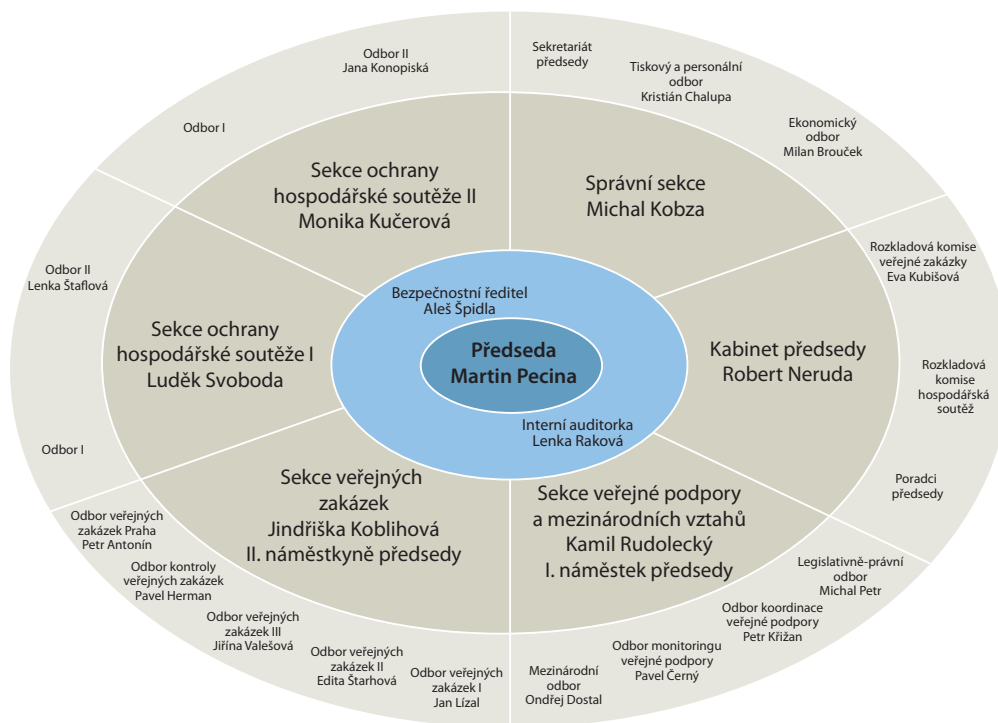 Odbor II
Jana Konopiská
Sekretariát
předsedy
Tiskový a personální
odbor
Kristián Chalupa
Odbor I
Ekonomický
odbor
Milan Brouček
Sekce ochrany
hospodářské soutěže II
Monika Kučerová
Správní sekce
Michal Kobza
Odbor II
Lenka Štaflová
Rozkladová komise
veřejné zakázky
Eva Kubišová
Bezpečnostní ředitel
Aleš Špidla
Sekce ochrany
hospodářské soutěže I
Luděk Svoboda
Předseda
Martin Pecina
Kabinet předsedy
Robert Neruda
Rozkladová
komise
hospodářská
soutěž
Interní auditorka
Lenka Raková
Odbor I
Poradci
předsedy
Sekce veřejných
zakázek
Jindřiška Koblihová
II. náměstkyně předsedy
Sekce veřejné podpory
a mezinárodních vztahů
Kamil Rudolecký
I. náměstek předsedy
Odbor veřejných
zakázek Praha
Petr Antonín
Odbor kontroly
veřejných zakázek
Pavel Herman
Odbor veřejných
zakázek III
Jiřína Valešová
Odbor veřejných
zakázek II
Edita Štarhová
Odbor veřejných
zakázek I
Jan Lízal
Mezinárodní
odbor
Ondřej Dostal
Odbor monitoringu
veřejné podpory
Pavel Černý
Odbor koordinace
veřejné podpory
Petr Križan
Legislativně-právní
odbor
Michal Petr